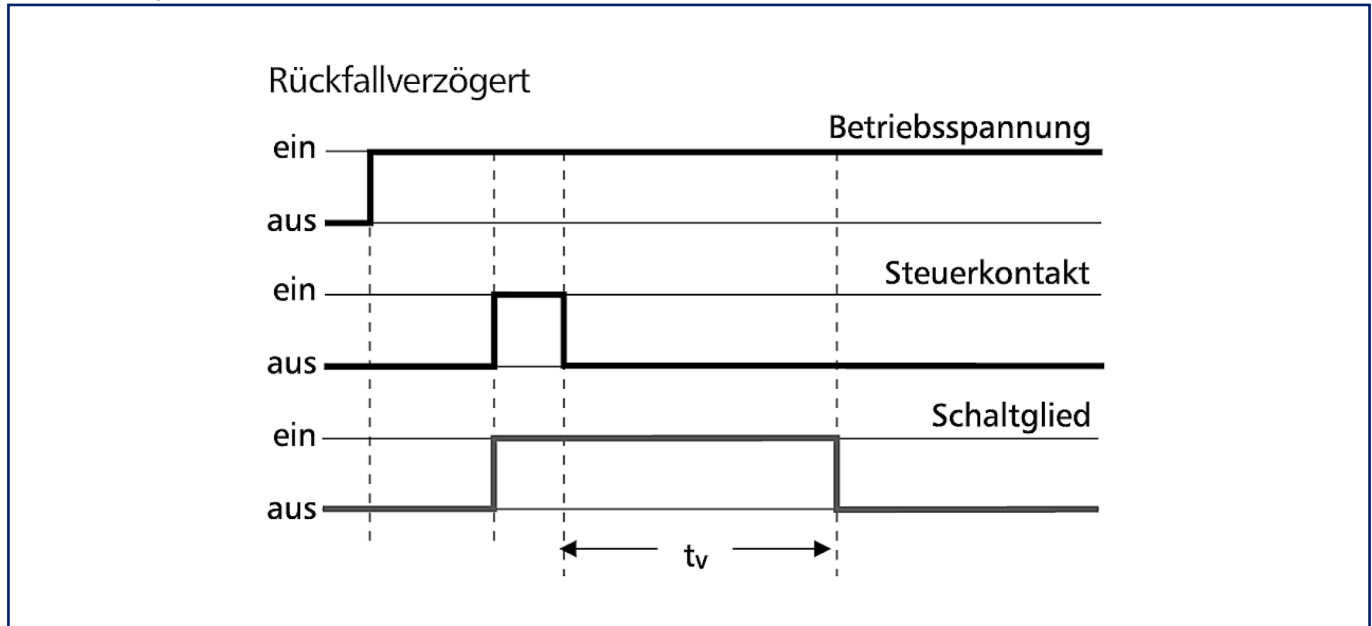 Rückfallverzögert
Betriebsspannung
ein
aus
Steuerkontakt
ein
aus
Schaltglied
ein
aus
tv